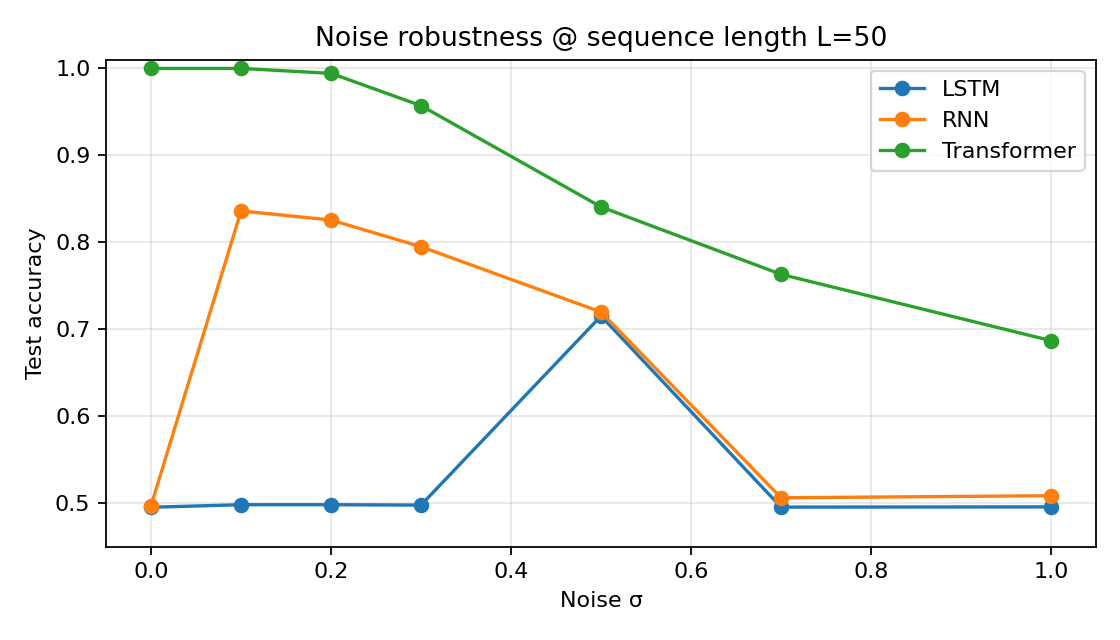 Noise robustness @ sequence length L=50
LSTM
RNN
Transformer
Test accuracy
1.0
0.9
0.8
0.7
0.6
0.5
0.0
0.2
0.4
0.6
0.8
1.0
Noise σ